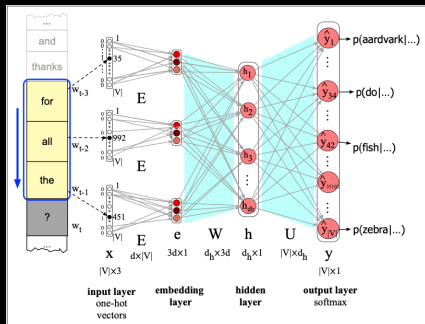 ...
and
thanks
for
all
the
?
...
w_t-3
w_t-2
w_t-1
w_t
1
35
|V|
1
992
|V|
1
451
|V|
E
E
E
h_1
h_2
h_3
h_dh
ŷ_1
ŷ_34
ŷ_42
ŷ_|V|
p(aardvark|...)
p(do|...)
p(fish|...)
p(zebra|...)
x E e W h U y
|V|×3 d×|V| 3d×1 d_h×3d d_h×1 |V|×d_h |V|×1
input layer embedding hidden output layer
one-hot layer layer softmax
vectors